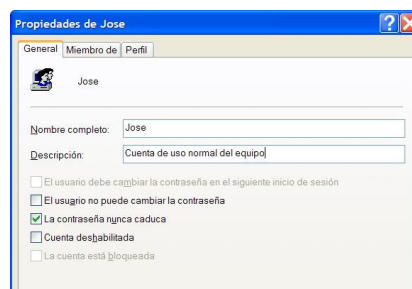 Propiedades de Jose
General Miembro de Perfil
Jose
Nombre completo: Jose
Descripción: Cuenta de uso normal del equipo
El usuario debe cambiar la contraseña en el siguiente inicio de sesión
El usuario no puede cambiar la contraseña
La contraseña nunca caduca
Cuenta deshabilitada
La cuenta está bloqueada